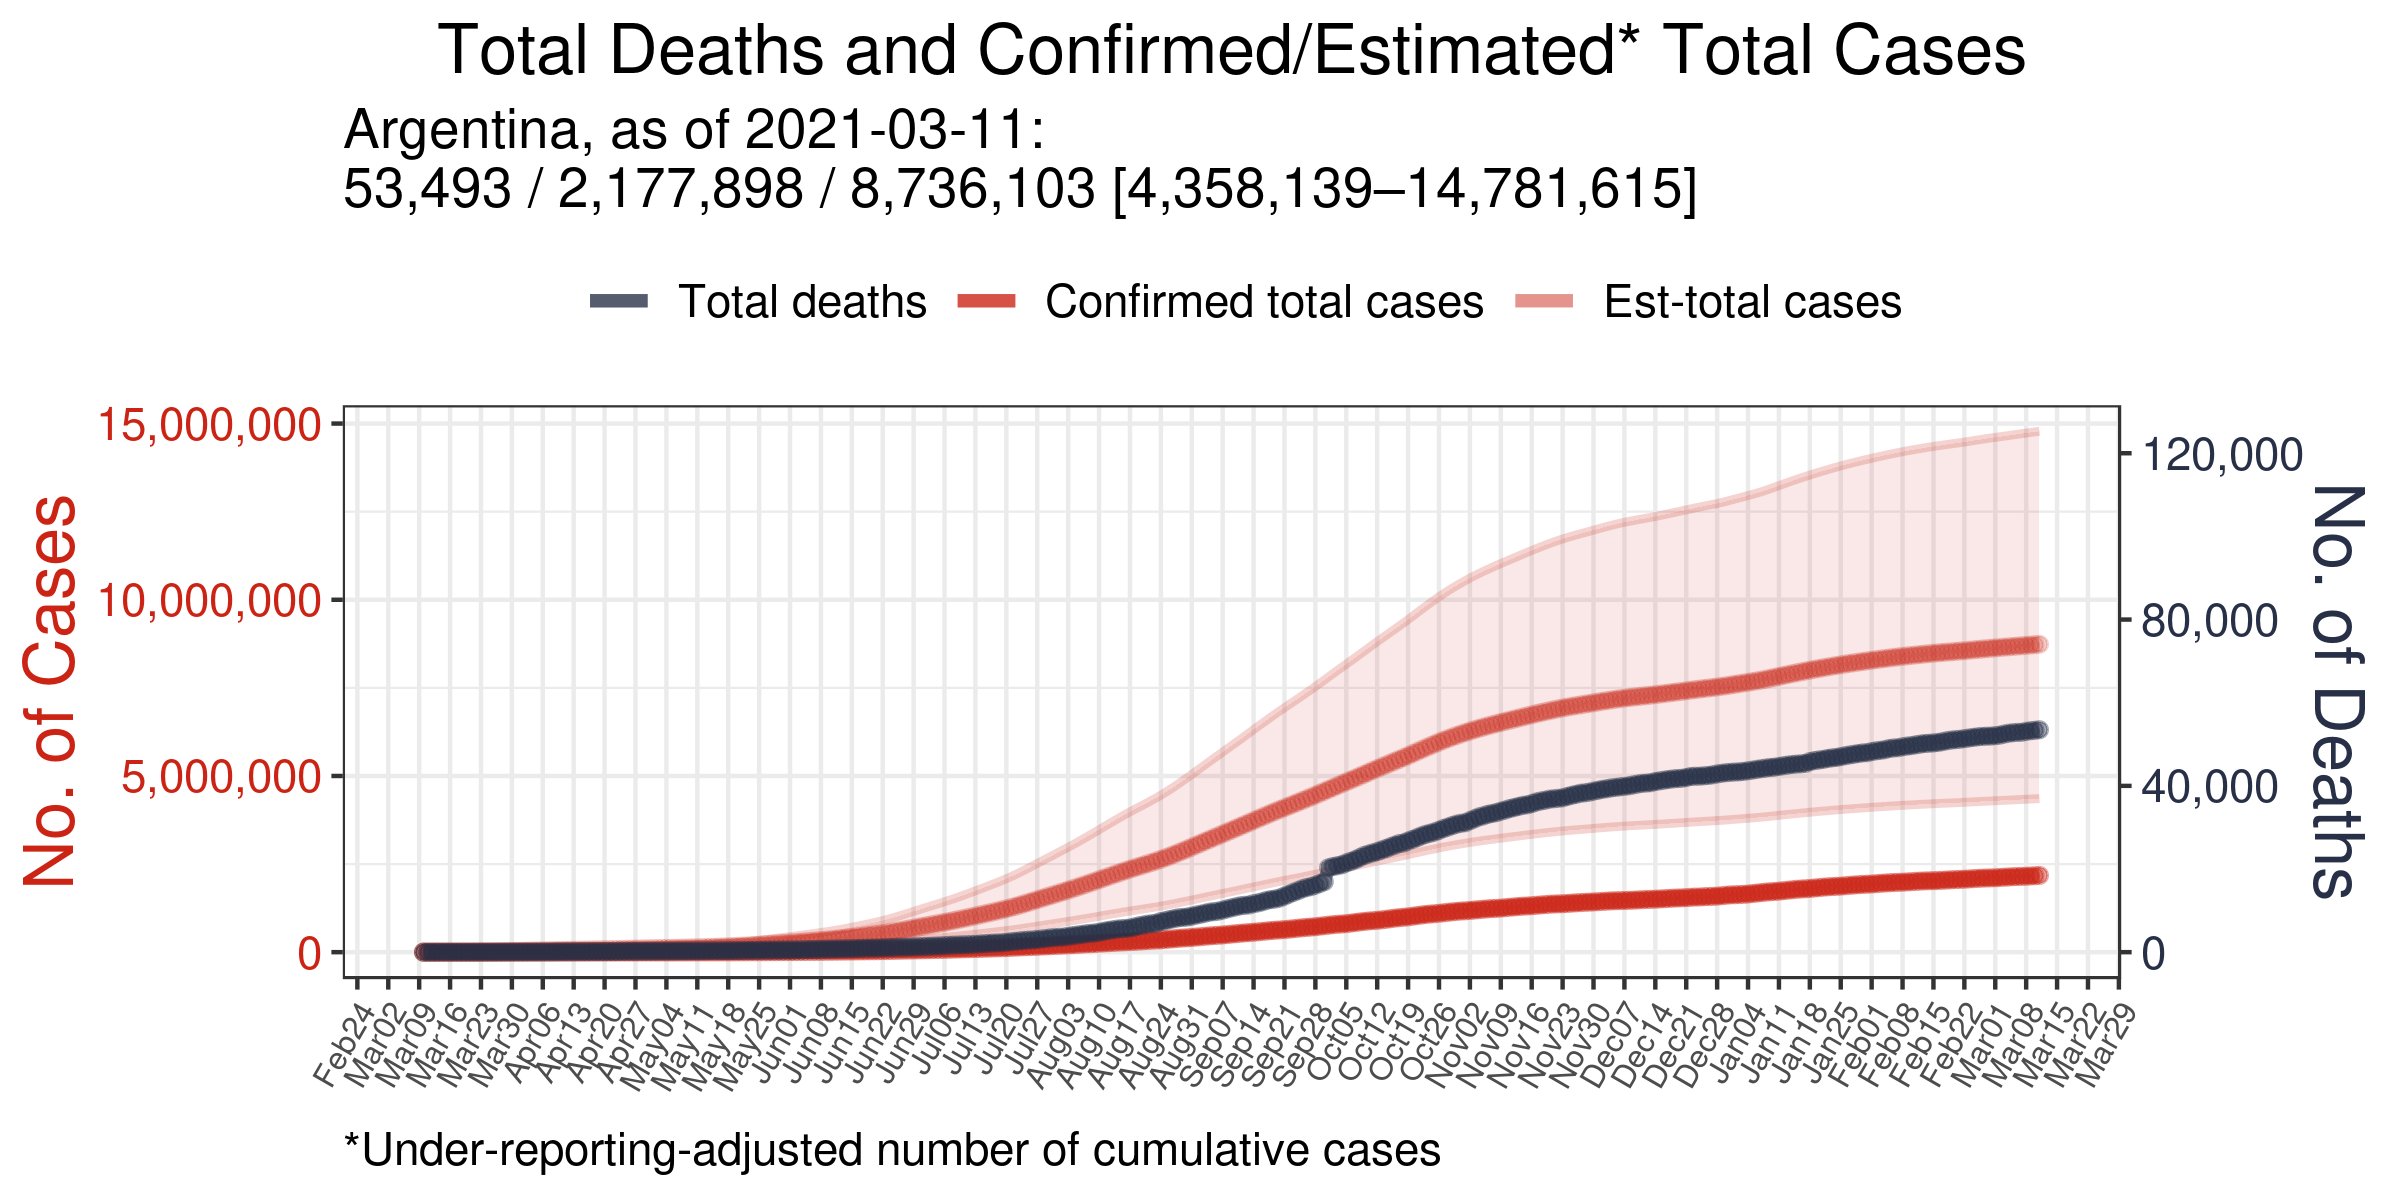 Total Deaths and Confirmed/Estimated* Total Cases
Argentina, as of 2021-03-11:
53,493 / 2,177,898 / 8,736,103 [4,358,139–14,781,615]
Total deaths
Confirmed total cases
Est-total cases
No. of Cases
15,000,000
10,000,000
5,000,000
0
120,000
80,000
40,000
0
No. of Deaths
Feb24
Mar02
Mar09
Mar16
Mar23
Mar30
Apr06
Apr13
Apr20
Apr27
May04
May11
May18
May25
Jun01
Jun08
Jun15
Jun22
Jun29
Jul06
Jul13
Jul20
Jul27
Aug03
Aug10
Aug17
Aug24
Aug31
Sep07
Sep14
Sep21
Sep28
Oct05
Oct12
Oct19
Oct26
Nov02
Nov09
Nov16
Nov23
Nov30
Dec07
Dec14
Dec21
Dec28
Jan04
Jan11
Jan18
Jan25
Feb01
Feb08
Feb15
Feb22
Mar01
Mar08
Mar15
Mar22
Mar29
*Under-reporting-adjusted number of cumulative cases